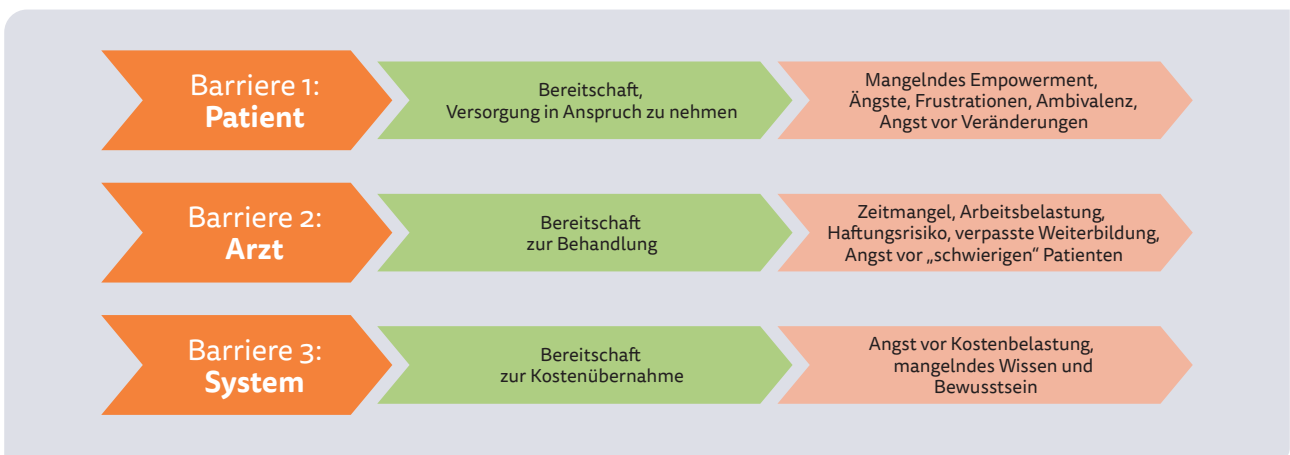 Barriere 1:
Patient
Bereitschaft,
Versorgung in Anspruch zu nehmen
Mangelndes Empowerment,
Ängste, Frustrationen, Ambivalenz,
Angst vor Veränderungen
Barriere 2:
Arzt
Bereitschaft
zur Behandlung
Zeitmangel, Arbeitsbelastung,
Haftungsrisiko, verpasste Weiterbildung,
Angst vor „schwierigen“ Patienten
Barriere 3:
System
Bereitschaft
zur Kostenübernahme
Angst vor Kostenbelastung,
mangelndes Wissen und
Bewusstsein